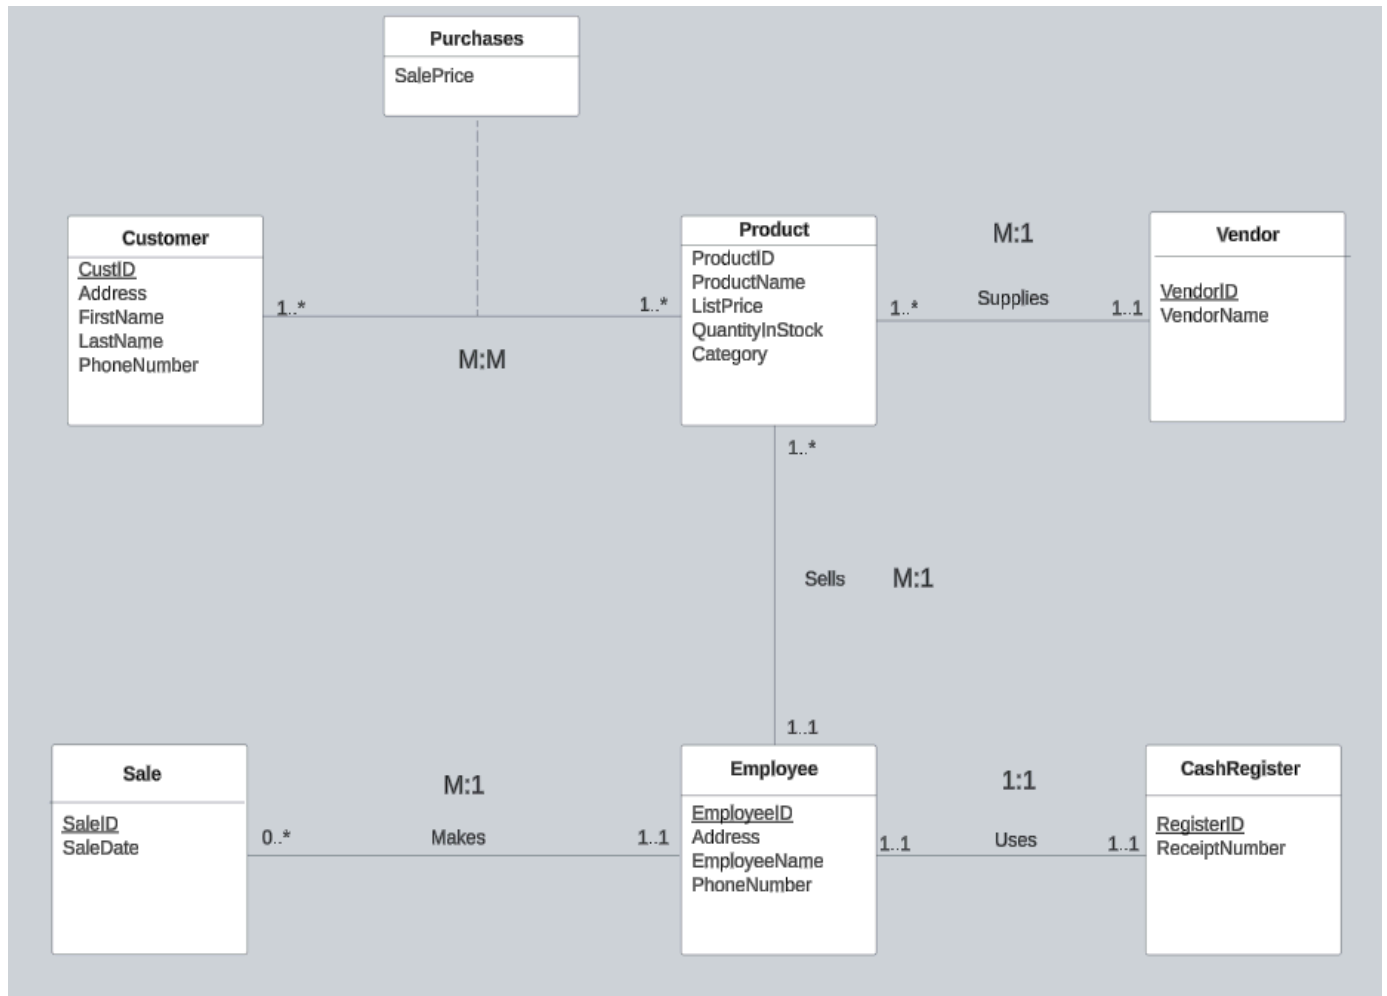 Purchases
SalePrice
Customer
CustID
Address
FirstName
LastName
PhoneNumber
1..*
1..*
M:M
Product
ProductID
ProductName
ListPrice
QuantityInStock
Category
M:1
Supplies
1..*
1..1
Vendor
VendorID
VendorName
1..*
Sells
M:1
1..1
Sale
SaleID
SaleDate
M:1
0..*
Makes
1..1
Employee
EmployeeID
Address
EmployeeName
PhoneNumber
1:1
1..1
Uses
1..1
CashRegister
RegisterID
ReceiptNumber